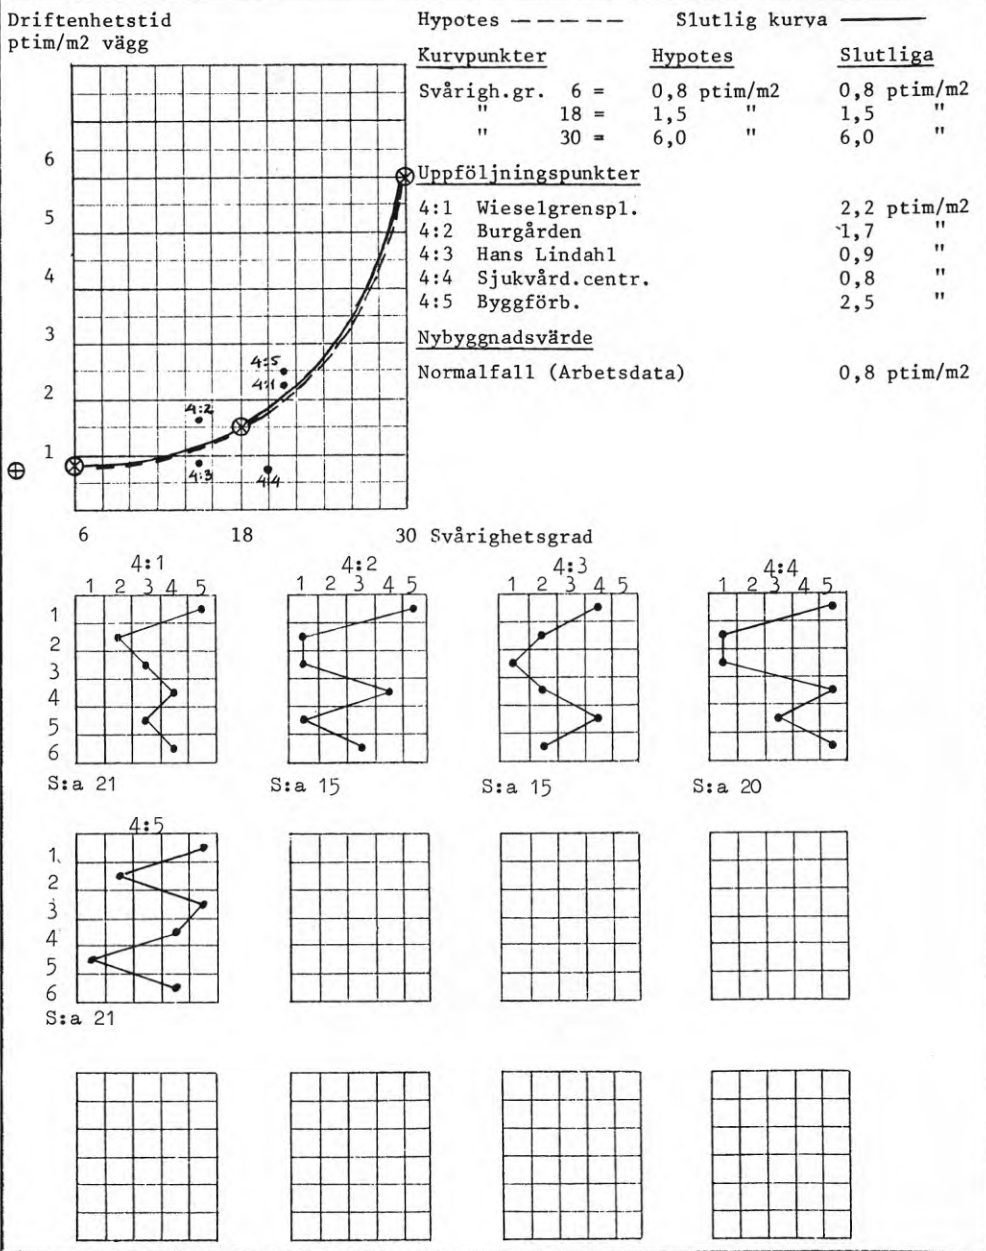 Driftenhetstid
ptim/m2 vägg
Hypotes — — — — — Slutlig kurva ————
Kurvpunkter Hypotes Slutliga
Svårigh.gr. 6 = 0,8 ptim/m2 0,8 ptim/m2
" 18 = 1,5 " 1,5 "
" 30 = 6,0 " 6,0 "
Uppföljningspunkter
4:1 Wieselgrenspl. 2,2 ptim/m2
4:2 Burgården 1,7 "
4:3 Hans Lindahl 0,9 "
4:4 Sjukvård.centr. 0,8 "
4:5 Byggförb. 2,5 "
Nybyggnadsvärde
Normalfall (Arbetsdata) 0,8 ptim/m2
6
5
4
3
2
1
4:5
4:1
4:2
4:3
4:4
6 18 30 Svårighetsgrad
4:1
1 2 3 4 5
1
2
3
4
5
6
S:a 21
4:2
1 2 3 4 5
S:a 15
4:3
1 2 3 4 5
S:a 15
4:4
1 2 3 4 5
S:a 20
4:5
1
2
3
4
5
6
S:a 21